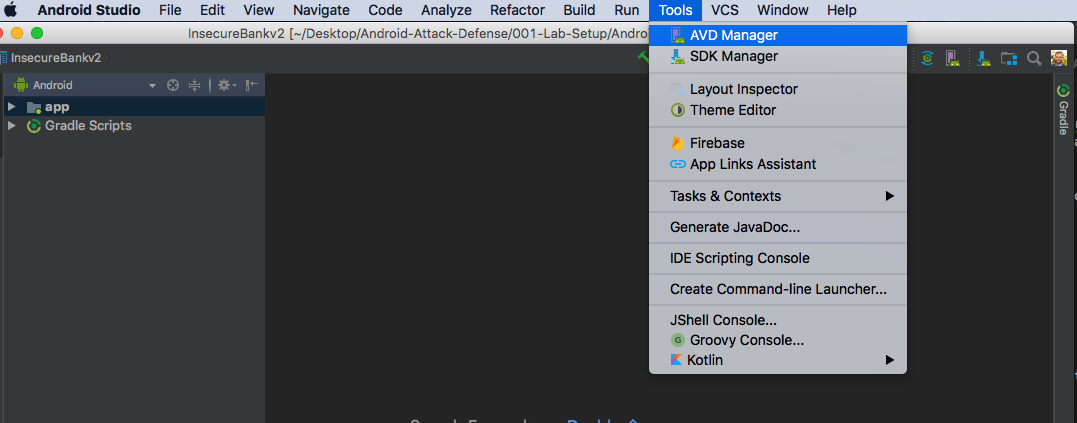 Android Studio File Edit View Navigate Code Analyze Refactor Build Run Tools VCS Window Help
InsecureBankv2 [~/Desktop/Android-Attack-Defense/001-Lab-Setup/Andro
InsecureBankv2
Android
app
Gradle Scripts
AVD Manager
SDK Manager
Layout Inspector
Theme Editor
Firebase
App Links Assistant
Tasks & Contexts
Generate JavaDoc...
IDE Scripting Console
Create Command-line Launcher...
JShell Console...
G Groovy Console...
Kotlin
Gradle